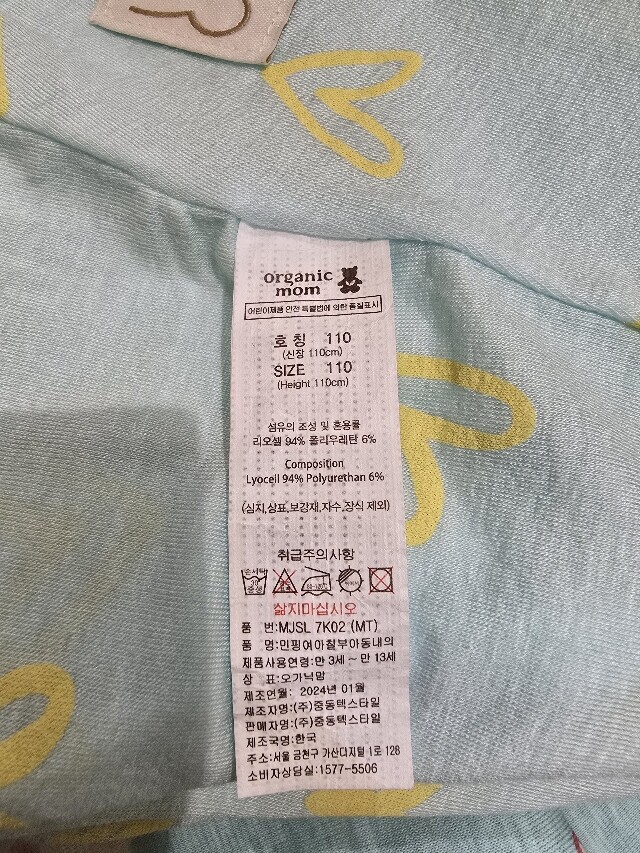 organic
mom
어린이제품 안전 특별법에 의한 품질표시
호 칭 110
(신장 110cm)
SIZE 110
(Height 110cm)
섬유의 조성 및 혼용률
리오셀 94% 폴리우레탄 6%
Composition
Lyocell 94% Polyurethan 6%
(심치,상표,보강재,자수,장식 제외)
취급주의사항
손세탁
30
중성
삶지마십시오
품 번:MJSL 7K02 (MT)
품 명:민핑여아칠부아동내의
제품사용연령:만 3세 ~ 만 13세
상 표:오가닉맘
제조연월: 2024년 01월
제조자명:(주)중동텍스타일
판매자명:(주)중동텍스타일
제조국명:한국
주소:서울 금천구 가산디지털 1로 128
소비자상담실:1577-5506